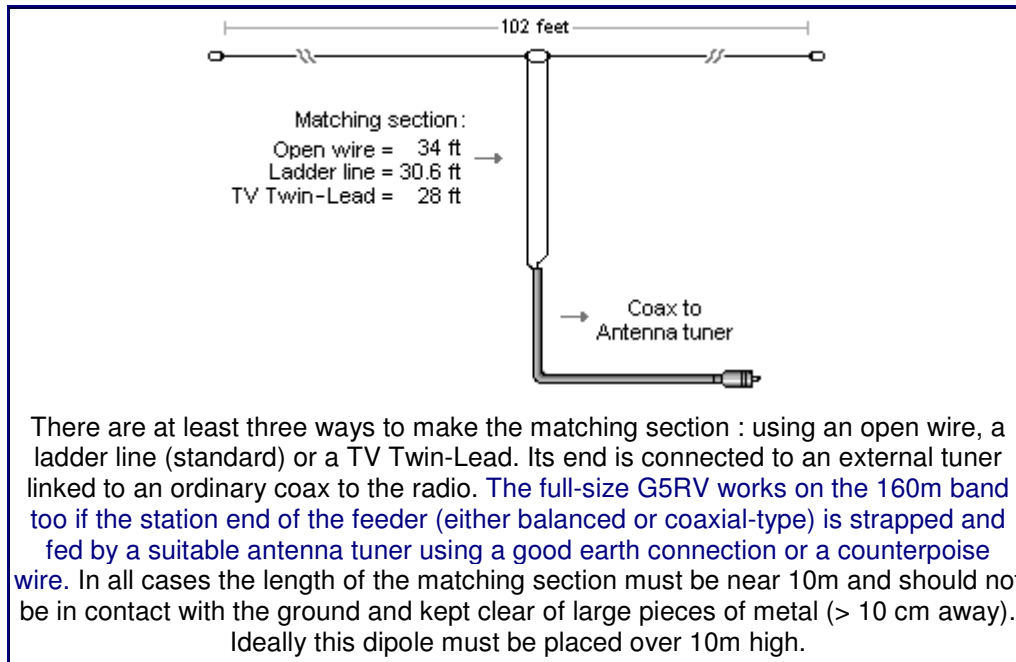 102 feet
Matching section :
Open wire = 34 ft
Ladder line = 30.6 ft
TV Twin-Lead = 28 ft
Coax to
Antenna tuner
There are at least three ways to make the matching section : using an open wire, a
ladder line (standard) or a TV Twin-Lead. Its end is connected to an external tuner
linked to an ordinary coax to the radio. The full-size G5RV works on the 160m band
too if the station end of the feeder (either balanced or coaxial-type) is strapped and
fed by a suitable antenna tuner using a good earth connection or a counterpoise
wire. In all cases the length of the matching section must be near 10m and should not
be in contact with the ground and kept clear of large pieces of metal (> 10 cm away).
Ideally this dipole must be placed over 10m high.